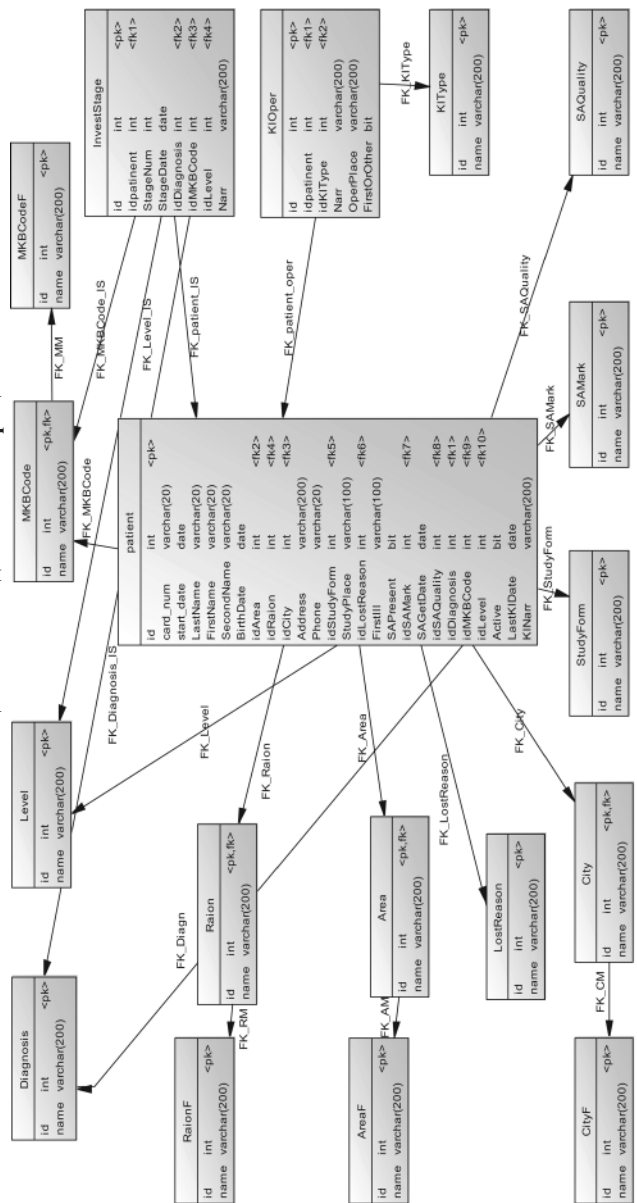 Diagnosis
id int <pk>
name varchar(200)
Level
id int <pk>
name varchar(200)
MKBCode
id int <pk,fk>
name varchar(200)
FK_MM
MKBCodeF
id int <pk>
name varchar(200)
InvestStage
id int <pk>
idpatinent int <fk1>
StageNum int
StageDate date
idDiagnosis int <fk2>
idMKBCode int <fk3>
idLevel int <fk4>
Narr varchar(200)
FK_MKBCode
FK_MKBCode_IS
FK_Level_IS
FK_patient_IS
FK_Diagnosis_IS
FK_Diagn
FK_Level
RaionF
id int <pk>
name varchar(200)
FK_RM
Raion
id int <pk,fk>
name varchar(200)
FK_Raion
patient
id int <pk>
card_num varchar(20)
start_date date
LastName varchar(20)
FirstName varchar(20)
SecondName varchar(20)
BirthDate date
idArea int <fk2>
idRaion int <fk4>
idCity int <fk3>
Address varchar(200)
Phone varchar(20)
idStudyForm int <fk5>
StudyPlace varchar(100)
idLostReason int <fk6>
FirstIll varchar(100)
SAPresent bit
idSAMark int <fk7>
SAGetDate date
idSAQuality int <fk8>
idDiagnosis int <fk1>
idMKBCode int <fk9>
idLevel int <fk10>
Active bit
LastKIDate date
KINarr varchar(200)
FK_patient_oper
KIOper
id int <pk>
idpatinent int <fk1>
idKIType int <fk2>
Narr varchar(200)
OperPlace varchar(200)
FirstOrOther bit
FK_KIType
KIType
id int <pk>
name varchar(200)
AreaF
id int <pk>
name varchar(200)
FK_AM
Area
id int <pk,fk>
name varchar(200)
FK_Area
FK_LostReason
LostReason
id int <pk>
name varchar(200)
FK_City
CityF
id int <pk>
name varchar(200)
FK_CM
City
id int <pk,fk>
name varchar(200)
FK_StudyForm
StudyForm
id int <pk>
name varchar(200)
FK_SAMark
SAMark
id int <pk>
name varchar(200)
FK_SAQuality
SAQuality
id int <pk>
name varchar(200)